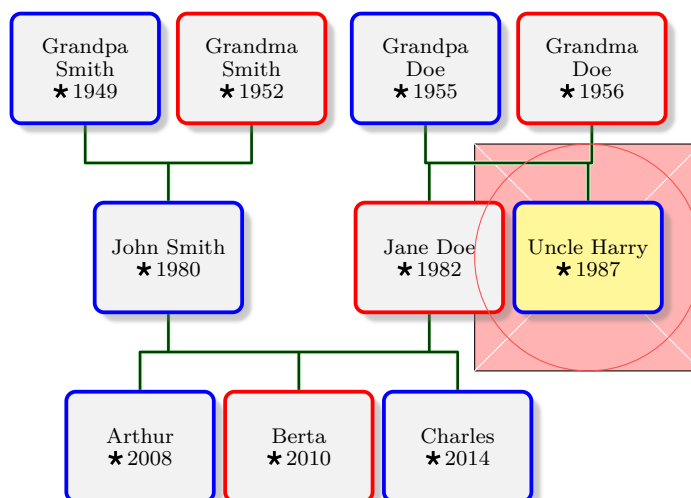 Grandpa
Smith
★ 1949
Grandma
Smith
★ 1952
Grandpa
Doe
★ 1955
Grandma
Doe
★ 1956
John Smith
★ 1980
Jane Doe
★ 1982
Uncle Harry
★ 1987
Arthur
★ 2008
Berta
★ 2010
Charles
★ 2014